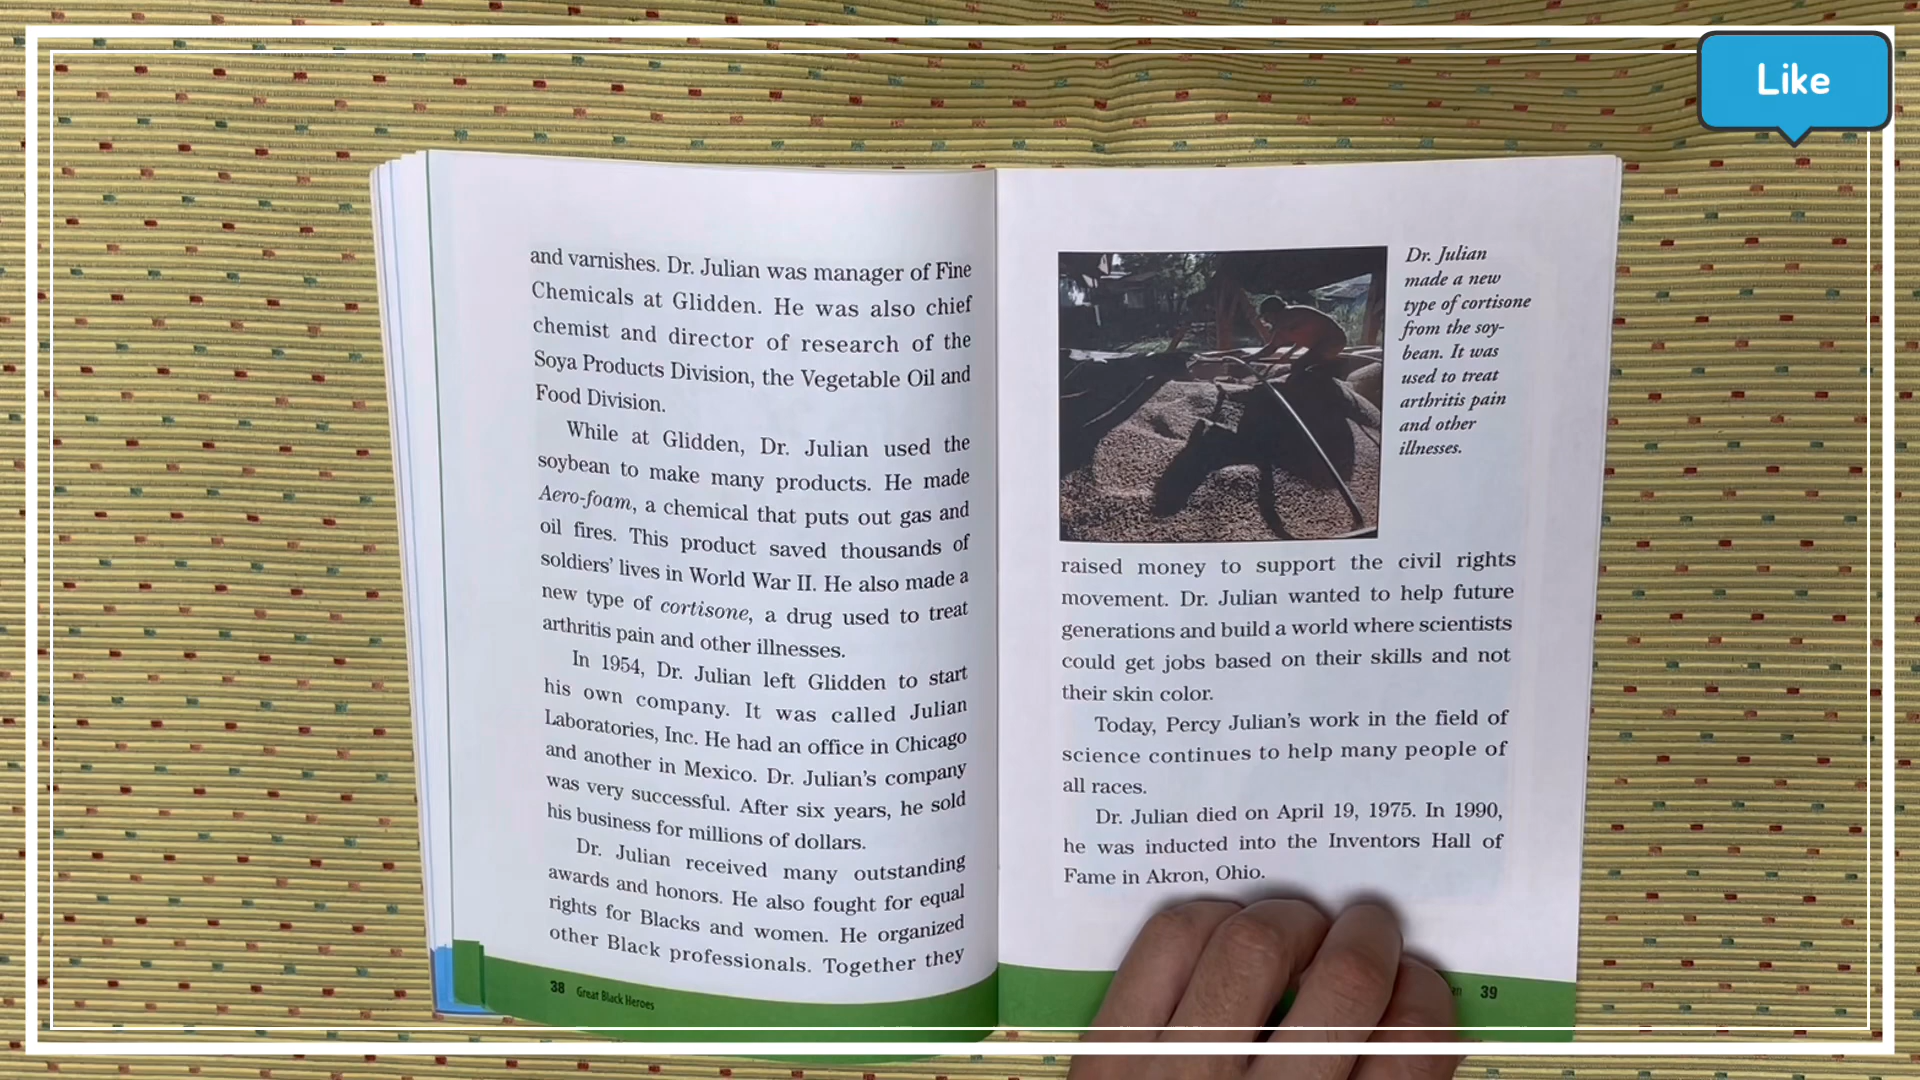 Like
and varnishes. Dr. Julian was manager of Fine
Chemicals at Glidden. He was also chief
chemist and director of research of the
Soya Products Division, the Vegetable Oil and
Food Division.
While at Glidden, Dr. Julian used the
soybean to make many products. He made
Aero-foam, a chemical that puts out gas and
oil fires. This product saved thousands of
soldiers' lives in World War II. He also made a
new type of cortisone, a drug used to treat
arthritis pain and other illnesses.
In 1954, Dr. Julian left Glidden to start
his own company. It was called Julian
Laboratories, Inc. He had an office in Chicago
and another in Mexico. Dr. Julian's company
was very successful. After six years, he sold
his business for millions of dollars.
Dr. Julian received many outstanding
awards and honors. He also fought for equal
rights for Blacks and women. He organized
other Black professionals. Together they
38 Great Black Heroes
Dr. Julian
made a new
type of cortisone
from the soy-
bean. It was
used to treat
arthritis pain
and other
illnesses.
raised money to support the civil rights
movement. Dr. Julian wanted to help future
generations and build a world where scientists
could get jobs based on their skills and not
their skin color.
Today, Percy Julian's work in the field of
science continues to help many people of
all races.
Dr. Julian died on April 19, 1975. In 1990,
he was inducted into the Inventors Hall of
Fame in Akron, Ohio.
39